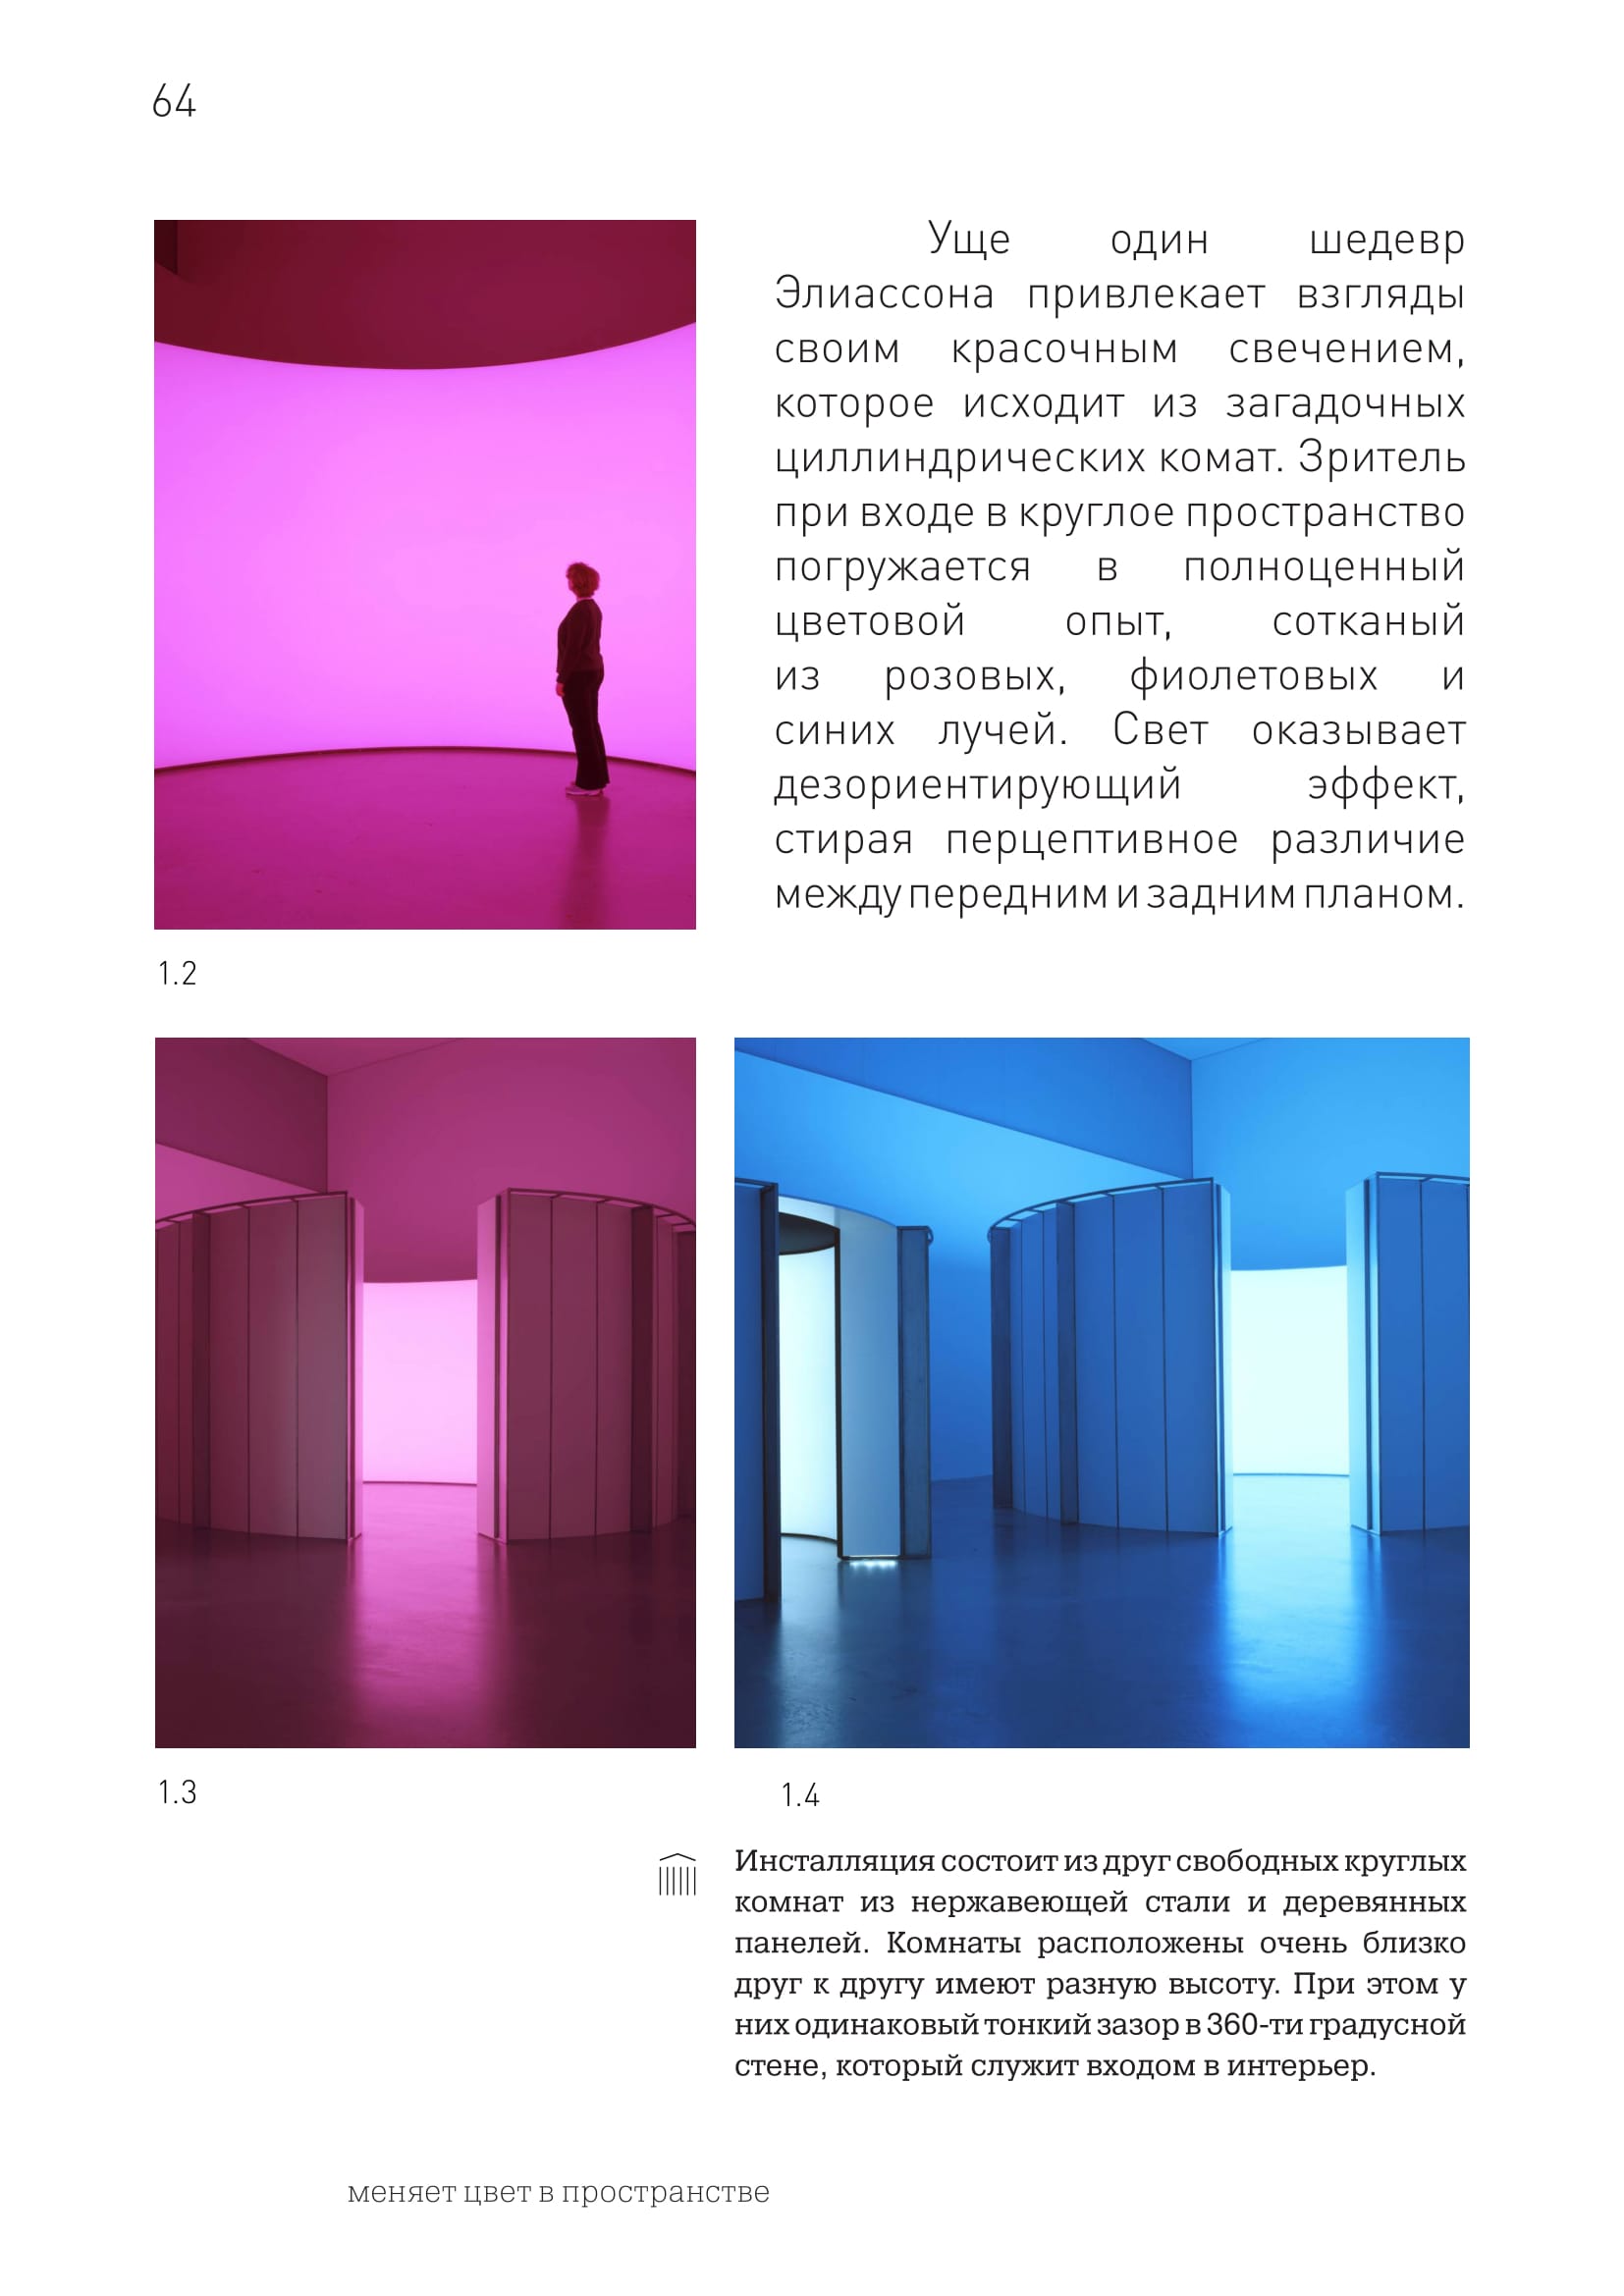 64
Уще один шедевр
Элиассона привлекает взгляды
своим красочным свечением,
которое исходит из загадочных
циллиндрических комат. Зритель
при входе в круглое пространство
погружается в полноценный
цветовой опыт, сотканый
из розовых, фиолетовых и
синих лучей. Свет оказывает
дезориентирующий эффект,
стирая перцептивное различие
между передним и задним планом.
1.2
1.3
1.4
Инсталляция состоит из друг свободных круглых
комнат из нержавеющей стали и деревянных
панелей. Комнаты расположены очень близко
друг к другу имеют разную высоту. При этом у
них одинаковый тонкий зазор в 360-ти градусной
стене, который служит входом в интерьер.
меняет цвет в пространстве